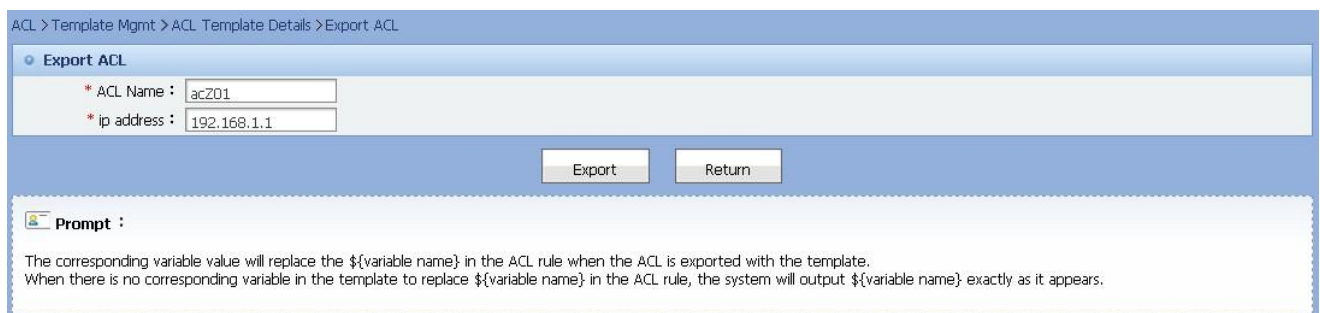 ACL > Template Mgmt > ACL Template Details > Export ACL
Export ACL
* ACL Name : acZ01
* ip address : 192.168.1.1
Export Return
Prompt :
The corresponding variable value will replace the ${variable name} in the ACL rule when the ACL is exported with the template.
When there is no corresponding variable in the template to replace ${variable name} in the ACL rule, the system will output ${variable name} exactly as it appears.